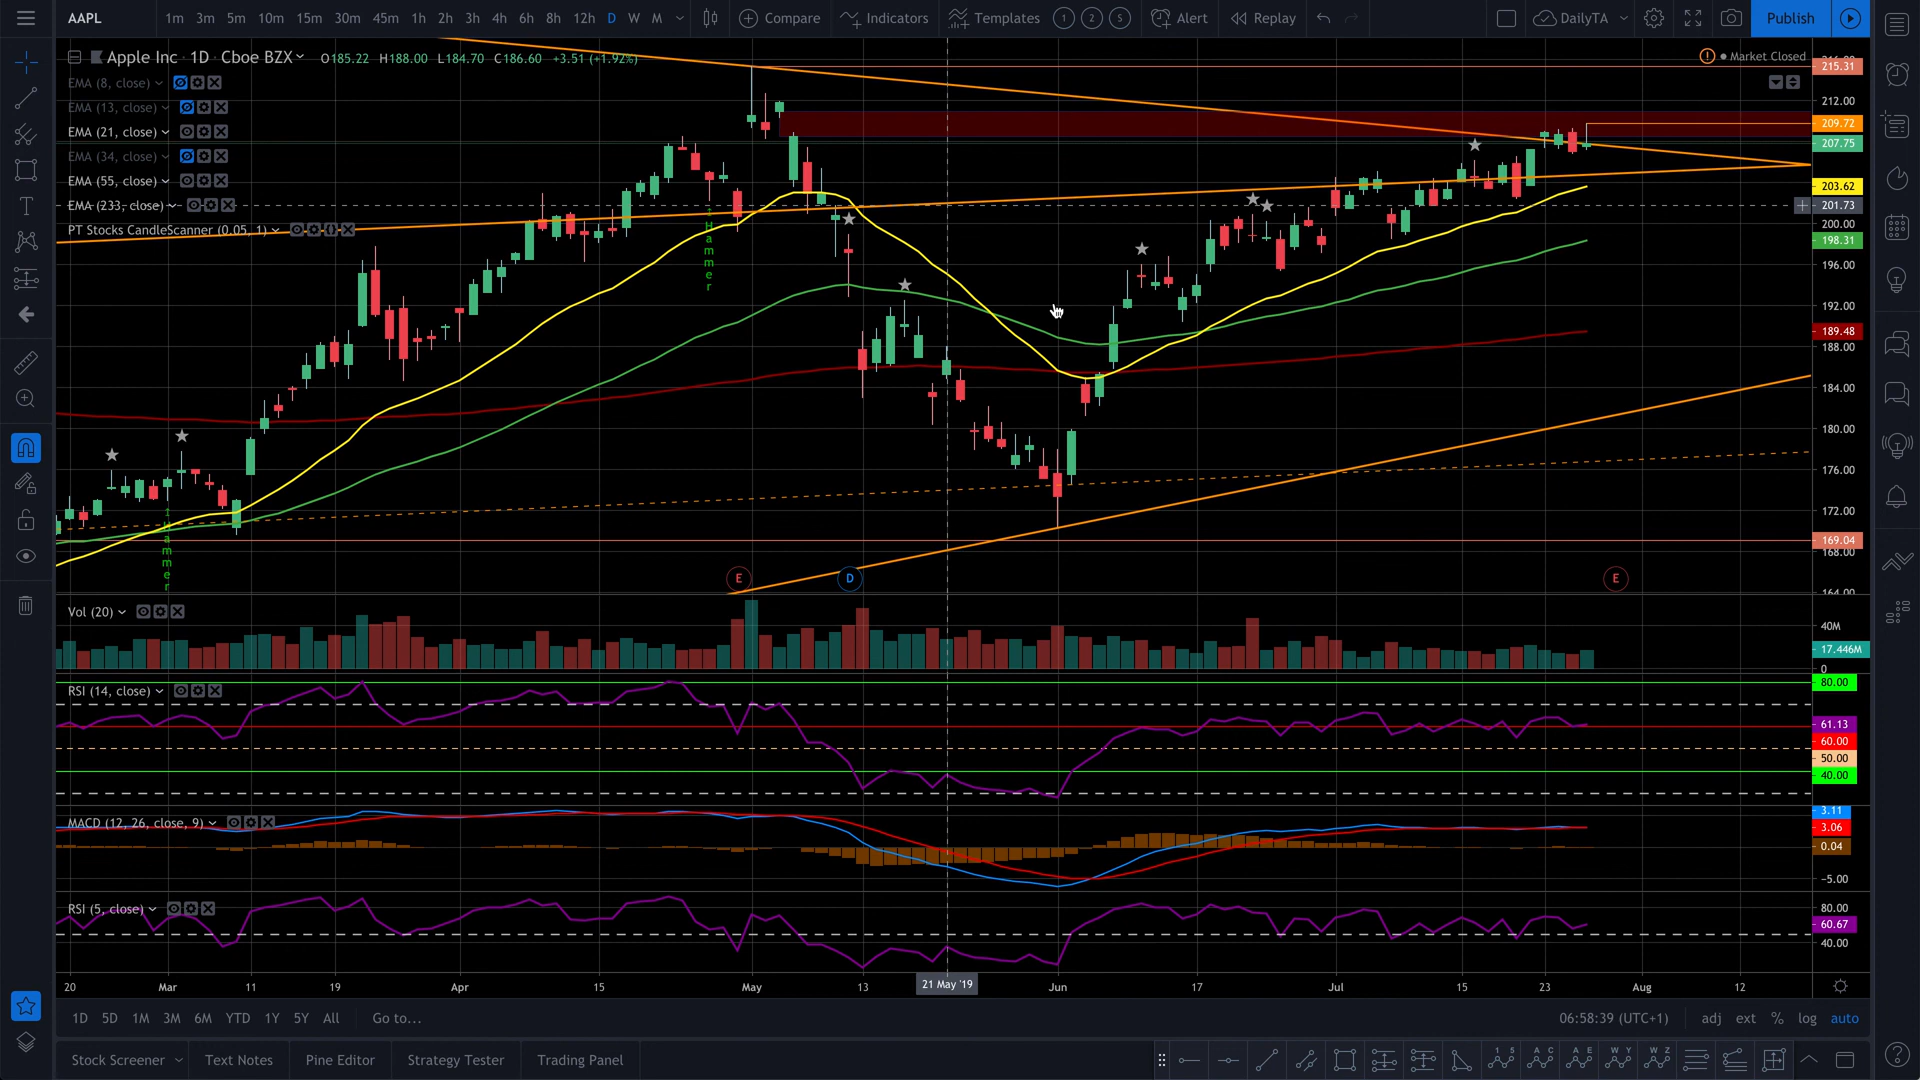 AAPL 1m 3m 5m 10m 15m 30m 45m 1h 2h 3h 4h 6h 8h 12h D W M Compare Indicators Templates 1 2 S Alert Replay DailyTA Publish
Apple Inc · 1D · Cboe BZX O185.22 H188.00 L184.70 C186.60 +3.51 (+1.92%)
Market Closed
EMA (8, close)
EMA (13, close)
EMA (21, close)
EMA (34, close)
EMA (55, close)
EMA (233, close)
PT Stocks CandleScanner (0.05, 1)
Hammer
Hammer
215.31
212.00
209.72
207.75
203.62
201.73
200.00
198.31
196.00
192.00
189.48
188.00
184.00
180.00
176.00
172.00
169.04
168.00
164.00
E D E
Vol (20)
40M
17.446M
0
RSI (14, close)
80.00
61.13
60.00
50.00
40.00
MACD (12, 26, close, 9)
3.11
3.06
0.04
−5.00
RSI (5, close)
80.00
60.67
40.00
20 Mar 11 19 Apr 15 May 13 21 May '19 Jun 17 Jul 15 23 Aug 12
1D 5D 1M 3M 6M YTD 1Y 5Y All Go to... 06:58:39 (UTC+1) adj ext % log auto
Stock Screener Text Notes Pine Editor Strategy Tester Trading Panel